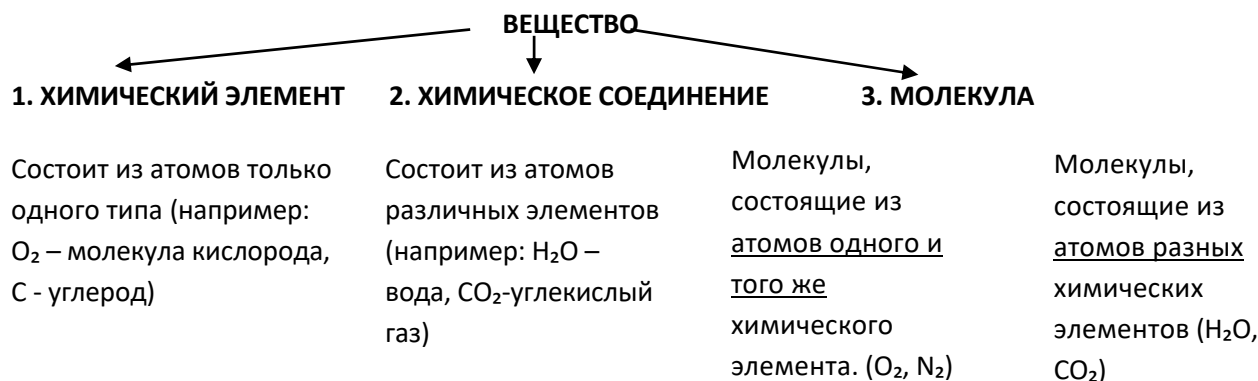 ВЕЩЕСТВО
1. ХИМИЧЕСКИЙ ЭЛЕМЕНТ
Состоит из атомов только
одного типа (например:
O₂ – молекула кислорода,
С - углерод)
2. ХИМИЧЕСКОЕ СОЕДИНЕНИЕ
Состоит из атомов
различных элементов
(например: H₂O –
вода, CO₂-углекислый
газ)
3. МОЛЕКУЛА
Молекулы,
состоящие из
атомов одного и
того же
химического
элемента. (O₂, N₂)
Молекулы,
состоящие из
атомов разных
химических
элементов (H₂O,
CO₂)